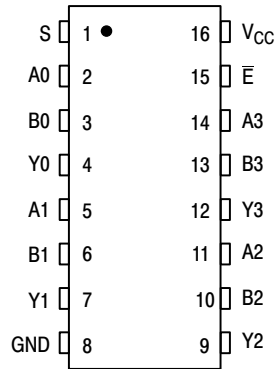 S 1 16 V_CC
A0 2 15 E̅
B0 3 14 A3
Y0 4 13 B3
A1 5 12 Y3
B1 6 11 A2
Y1 7 10 B2
GND 8 9 Y2